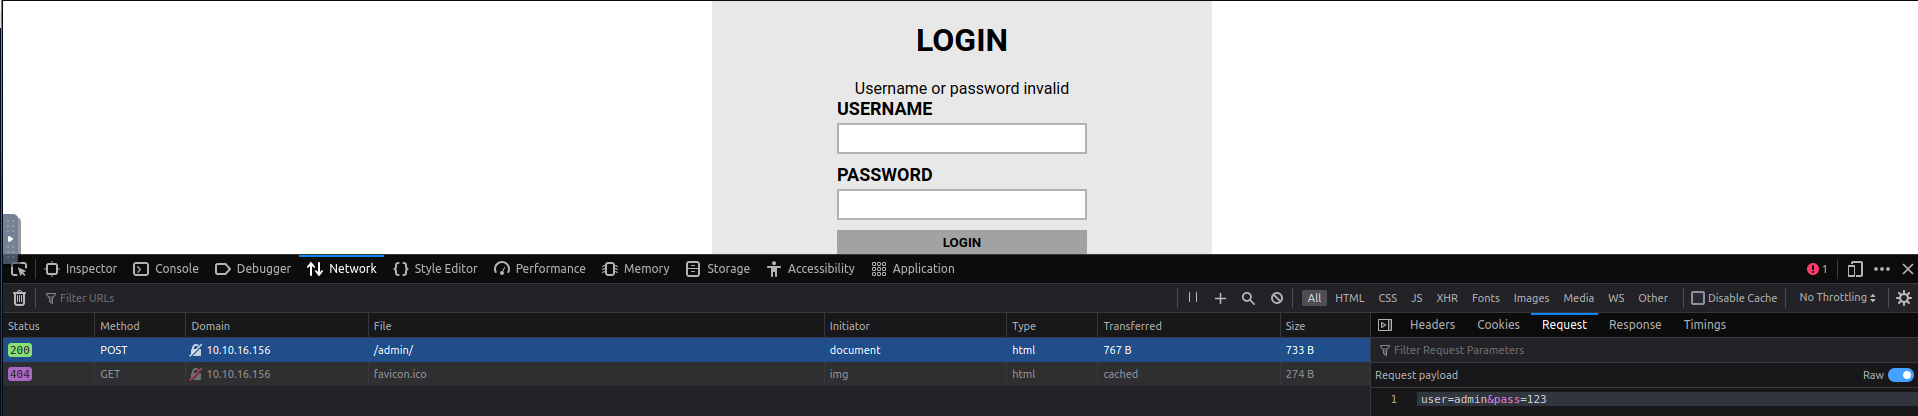 LOGIN
Username or password invalid
USERNAME
PASSWORD
LOGIN
Inspector Console Debugger Network Style Editor Performance Memory Storage Accessibility Application 1
Filter URLs All HTML CSS JS XHR Fonts Images Media WS Other Disable Cache No Throttling
Status Method Domain File Initiator Type Transferred Size Headers Cookies Request Response Timings
200 POST 10.10.16.156 /admin/ document html 767 B 733 B Filter Request Parameters
404 GET 10.10.16.156 favicon.ico img html cached 274 B Request payload Raw
1 user=admin&pass=123